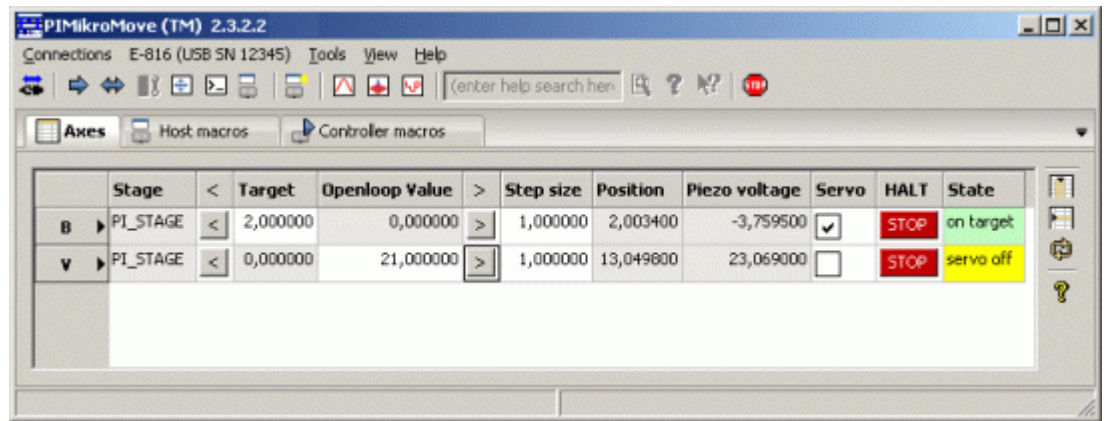 PIMikroMove (TM) 2.3.2.2
Connections E-816 (USB SN 12345) Tools View Help
(enter help search her STOP
Axes Host macros Controller macros
Stage < Target Openloop Value > Step size Position Piezo voltage Servo HALT State
B PI_STAGE < 2,000000 0,000000 > 1,000000 2,003400 -3,759500 STOP on target
V PI_STAGE < 0,000000 21,000000 > 1,000000 13,049800 23,069000 STOP servo off